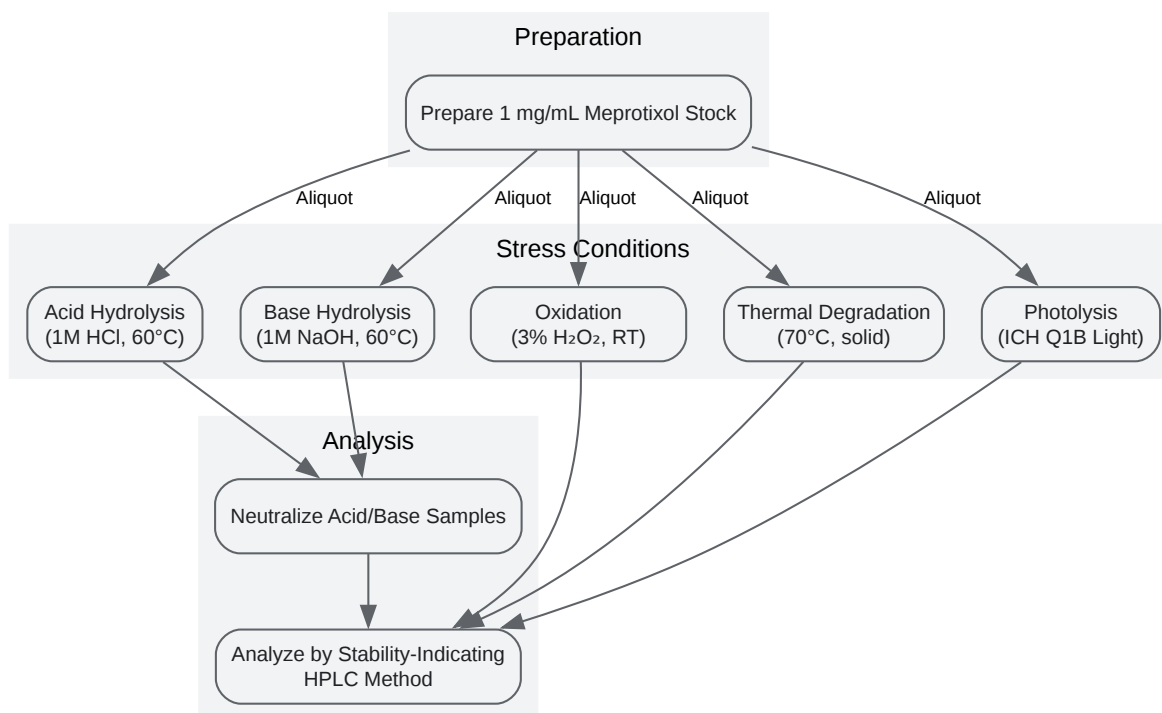 Preparation
Prepare 1 mg/mL Meprotixol Stock
Aliquot
Aliquot
Aliquot
Aliquot
Aliquot
Stress Conditions
Acid Hydrolysis
(1M HCl, 60°C)
Base Hydrolysis
(1M NaOH, 60°C)
Oxidation
(3% H₂O₂, RT)
Thermal Degradation
(70°C, solid)
Photolysis
(ICH Q1B Light)
Analysis
Neutralize Acid/Base Samples
Analyze by Stability-Indicating
HPLC Method